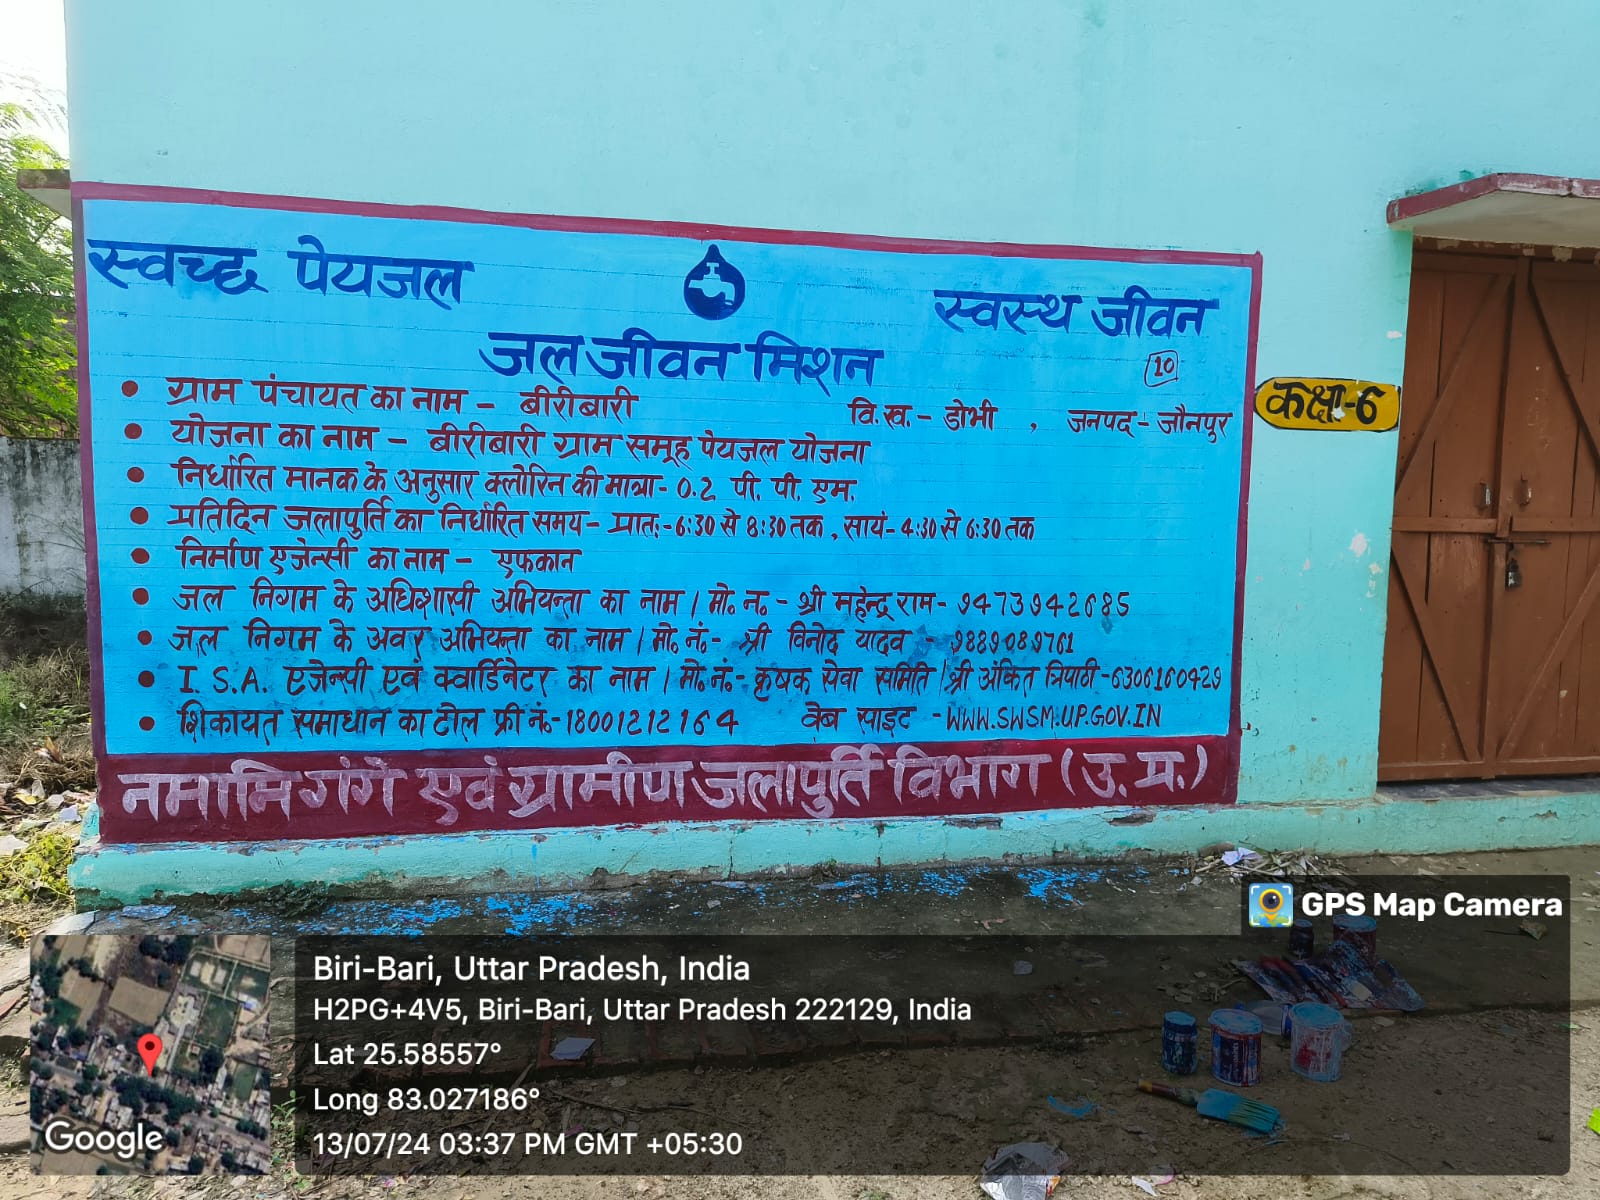 स्वच्छ पेयजल
स्वस्थ जीवन
जल जीवन मिशन
10
• ग्राम पंचायत का नाम - बीरीबारी वि.ख.- डोभी , जनपद - जौनपुर
• योजना का नाम - बीरीबारी ग्राम समूह पेयजल योजना
• निर्धारित मानक के अनुसार क्लोरिन की मात्रा- 0.2 पी. पी. एम.
• प्रतिदिन जलापुर्ति का निर्धारित समय- प्रातः-6:30 से 8:30 तक , सायं- 4:30 से 6:30 तक
• निर्माण एजेन्सी का नाम - एफकान
• जल निगम के अधिशासी अभियन्ता का नाम / मो० न० - श्री महेन्द्र राम- 9473942685
• जल निगम के अवर अभियन्ता का नाम / मो० नं०- श्री विनोद यादव - 9889089761
• I. S.A. एजेन्सी एवं क्वार्डिनेटर का नाम / मो० नं०- कृषक सेवा समिति / श्री अंकित त्रिपाठी -6306160429
• शिकायत समाधान का टोल फ्री नं०-18001212164 वेब साइट -WWW.SWSM.UP.GOV.IN
नमामि गंगे एवं ग्रामीण जलापुर्ति विभाग (उ. प्र.)
कक्षा-6
GPS Map Camera
Biri-Bari, Uttar Pradesh, India
H2PG+4V5, Biri-Bari, Uttar Pradesh 222129, India
Lat 25.58557°
Long 83.027186°
13/07/24 03:37 PM GMT +05:30
Google